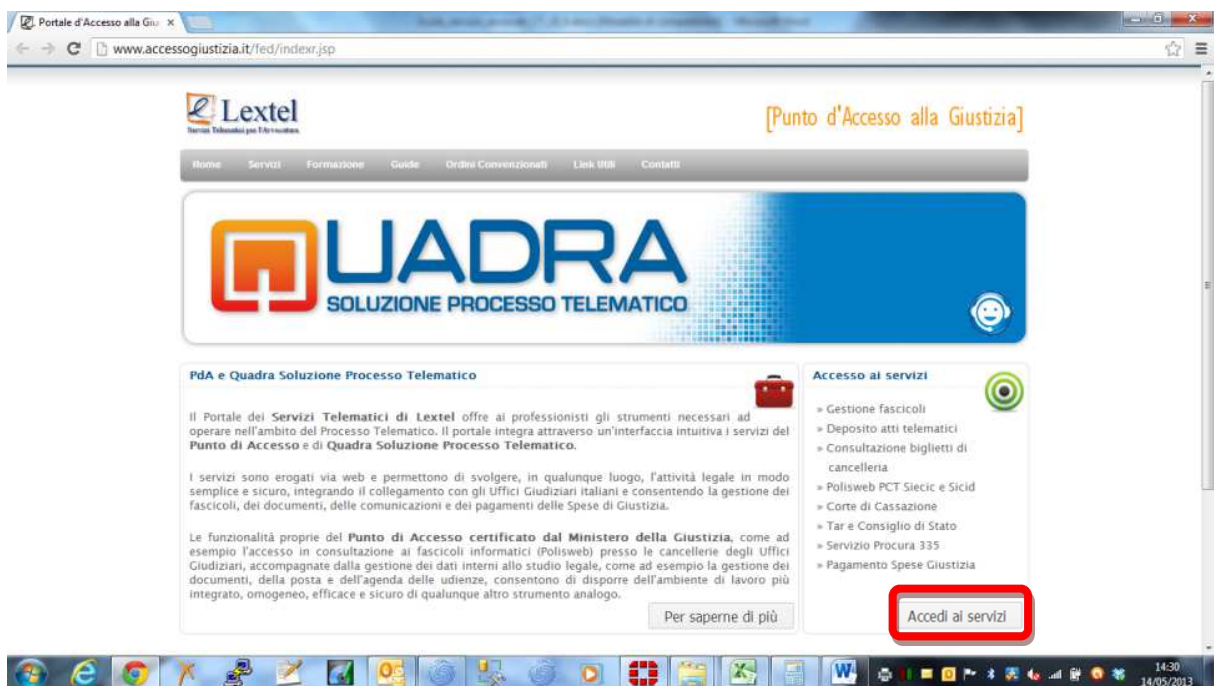 Portale d'Accesso alla Giu
www.accessogiustizia.it/fed/indexr.jsp
Lextel
Servizi Telematici per l'Avvocatura
[Punto d'Accesso alla Giustizia]
Home Servizi Formazione Guide Ordini Convenzionati Link Utili Contatti
QUADRA
SOLUZIONE PROCESSO TELEMATICO
PdA e Quadra Soluzione Processo Telematico
Il Portale dei Servizi Telematici di Lextel offre ai professionisti gli strumenti necessari ad
operare nell'ambito del Processo Telematico. Il portale integra attraverso un'interfaccia intuitiva i servizi del
Punto di Accesso e di Quadra Soluzione Processo Telematico.
I servizi sono erogati via web e permettono di svolgere, in qualunque luogo, l'attività legale in modo
semplice e sicuro, integrando il collegamento con gli Uffici Giudiziari italiani e consentendo la gestione dei
fascicoli, dei documenti, delle comunicazioni e dei pagamenti delle Spese di Giustizia.
Le funzionalità proprie del Punto di Accesso certificato dal Ministero della Giustizia, come ad
esempio l'accesso in consultazione ai fascicoli informatici (Polisweb) presso le cancellerie degli Uffici
Giudiziari, accompagnate dalla gestione dei dati interni allo studio legale, come ad esempio la gestione dei
documenti, della posta e dell'agenda delle udienze, consentono di disporre dell'ambiente di lavoro più
integrato, omogeneo, efficace e sicuro di qualunque altro strumento analogo.
Per saperne di più
Accesso ai servizi
» Gestione fascicoli
» Deposito atti telematici
» Consultazione biglietti di
cancelleria
» Polisweb PCT Siecic e Sicid
» Corte di Cassazione
» Tar e Consiglio di Stato
» Servizio Procura 335
» Pagamento Spese Giustizia
Accedi ai servizi
14:30
14/05/2013